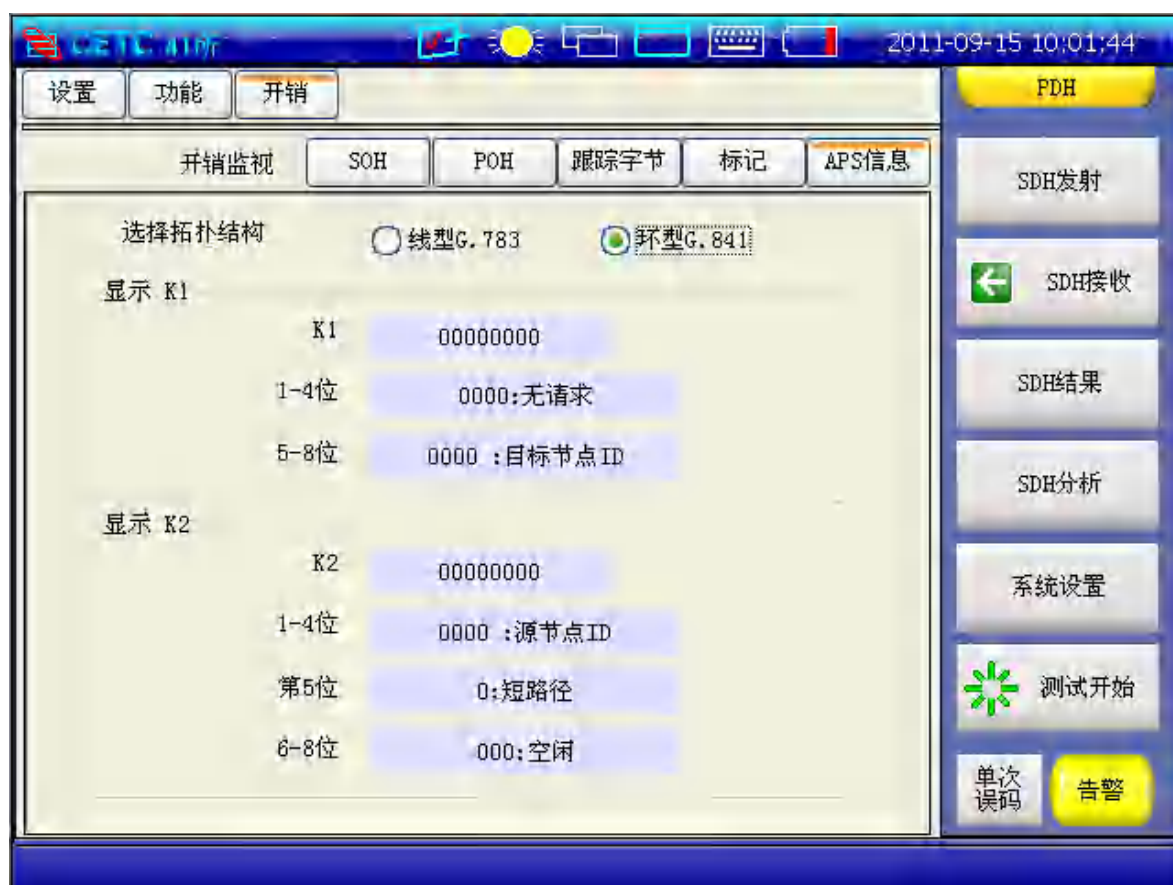 CETC 41所 2011-09-15 10:01:44
设置 功能 开销
PDH
开销监视 SOH POH 跟踪字节 标记 APS信息
选择拓扑结构 线型G.783 环型G.841
显示 K1
K1 00000000
1-4位 0000:无请求
5-8位 0000 :目标节点ID
显示 K2
K2 00000000
1-4位 0000 :源节点ID
第5位 0:短路径
6-8位 000:空闲
SDH发射
SDH接收
SDH结果
SDH分析
系统设置
测试开始
单次
误码
告警